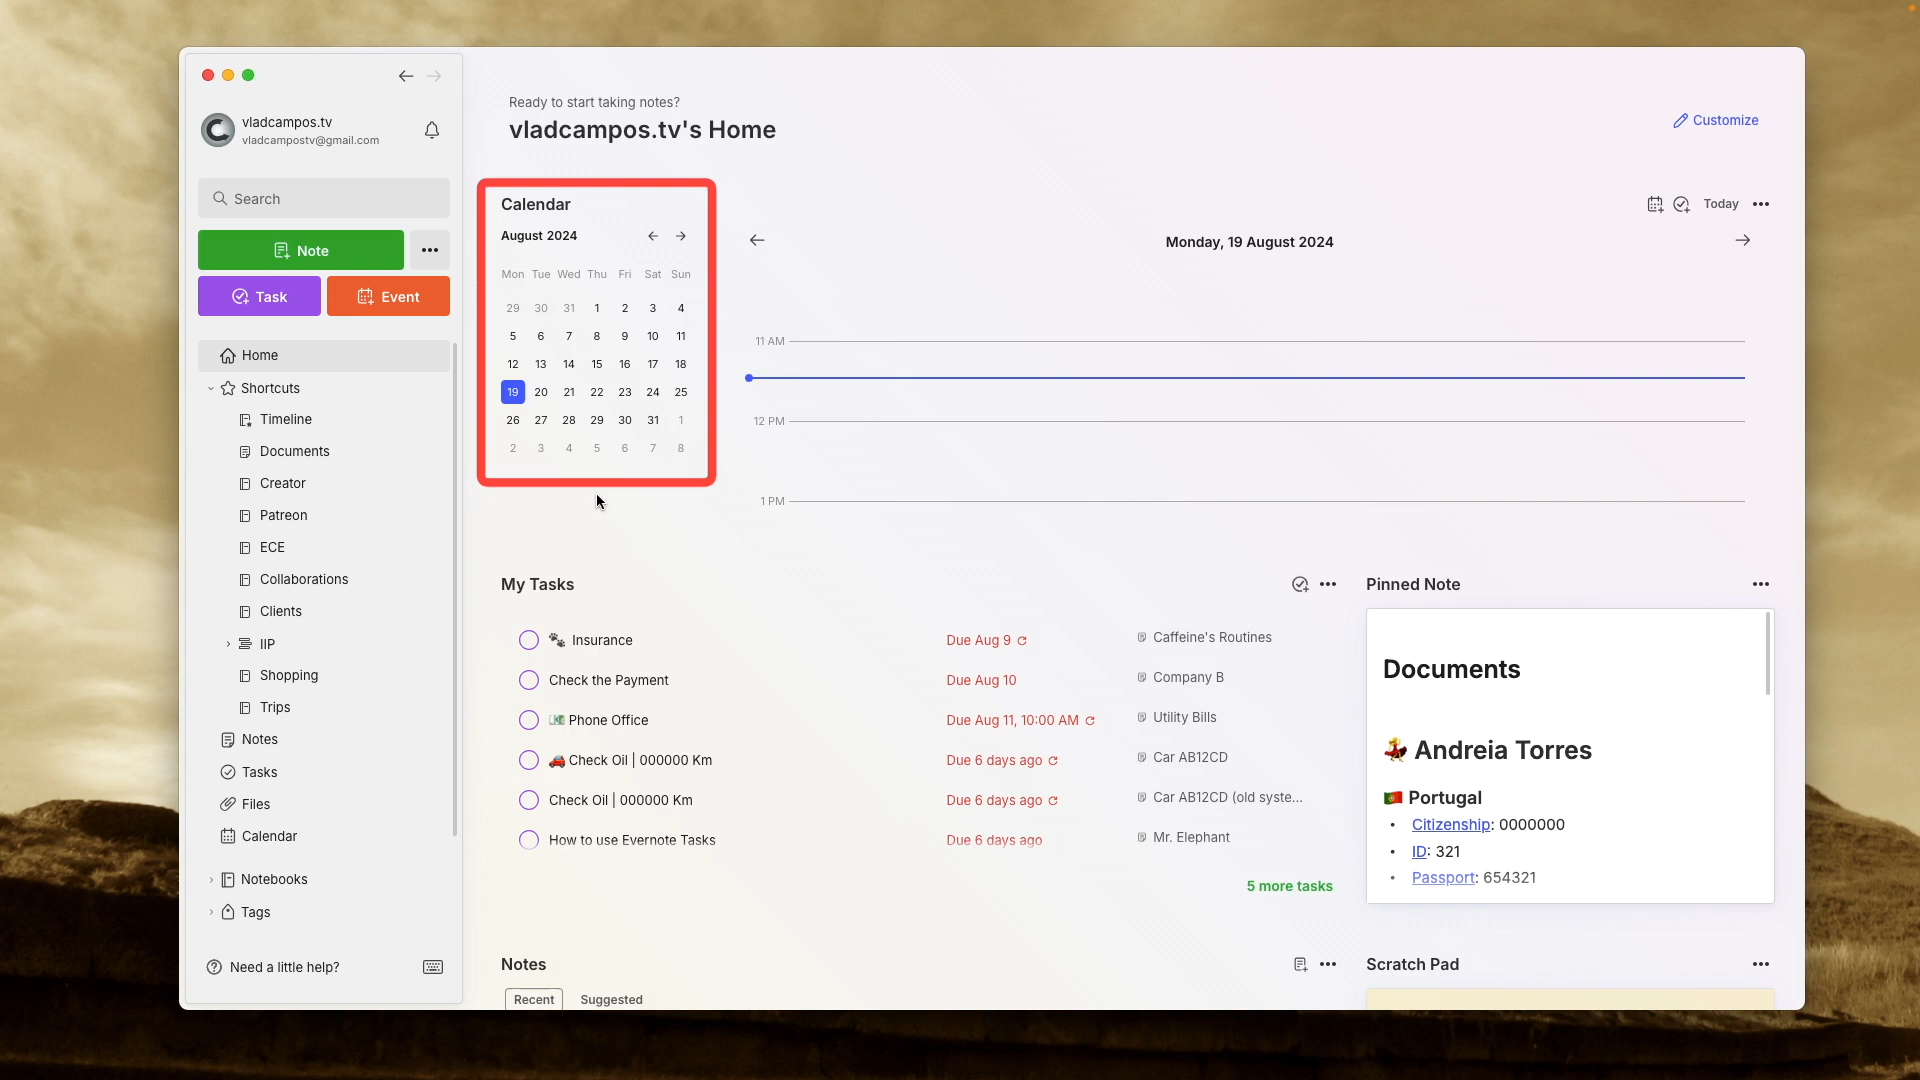 vladcampos.tv
vladcampostv@gmail.com
Search
Note
Task
Event
Home
Shortcuts
Timeline
Documents
Creator
Patreon
ECE
Collaborations
Clients
IIP
Shopping
Trips
Notes
Tasks
Files
Calendar
Notebooks
Tags
Need a little help?
Ready to start taking notes?
vladcampos.tv's Home
Customize
Calendar
August 2024
Mon Tue Wed Thu Fri Sat Sun
29 30 31 1 2 3 4
5 6 7 8 9 10 11
12 13 14 15 16 17 18
19 20 21 22 23 24 25
26 27 28 29 30 31 1
2 3 4 5 6 7 8
Today
Monday, 19 August 2024
11 AM
12 PM
1 PM
My Tasks
Insurance Due Aug 9 Caffeine's Routines
Check the Payment Due Aug 10 Company B
Phone Office Due Aug 11, 10:00 AM Utility Bills
Check Oil | 000000 Km Due 6 days ago Car AB12CD
Check Oil | 000000 Km Due 6 days ago Car AB12CD (old syste...
How to use Evernote Tasks Due 6 days ago Mr. Elephant
5 more tasks
Pinned Note
Documents
Andreia Torres
Portugal
• Citizenship: 0000000
• ID: 321
• Passport: 654321
Notes
Recent Suggested
Scratch Pad